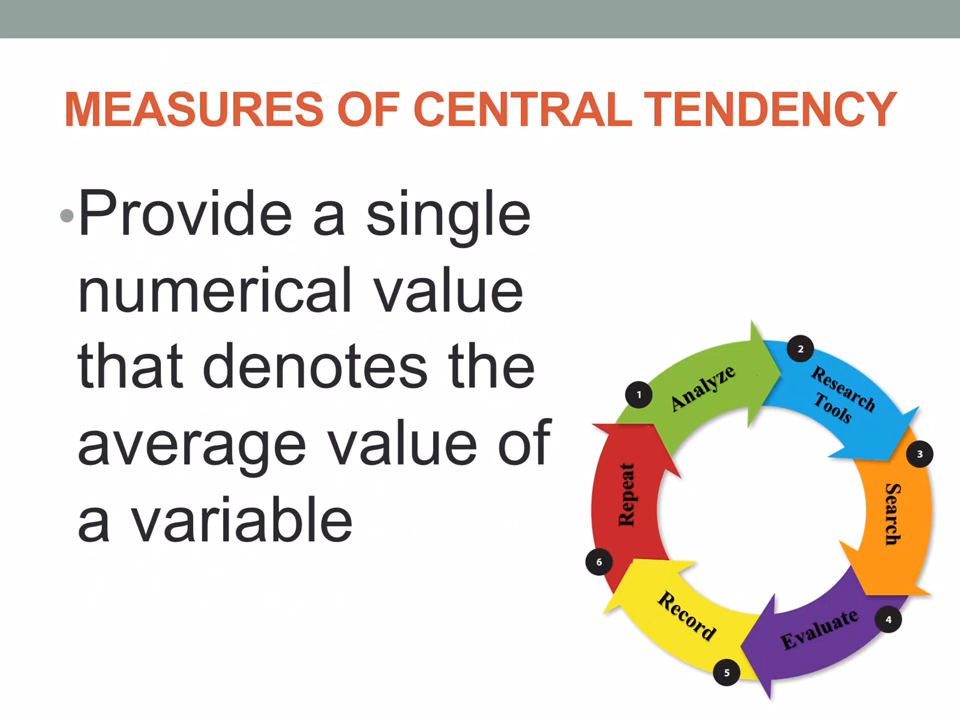 MEASURES OF CENTRAL TENDENCY
•Provide a single
numerical value
that denotes the
average value of
a variable
1
Analyze
2
Research
Tools
3
Search
4
Evaluate
5
Record
6
Repeat